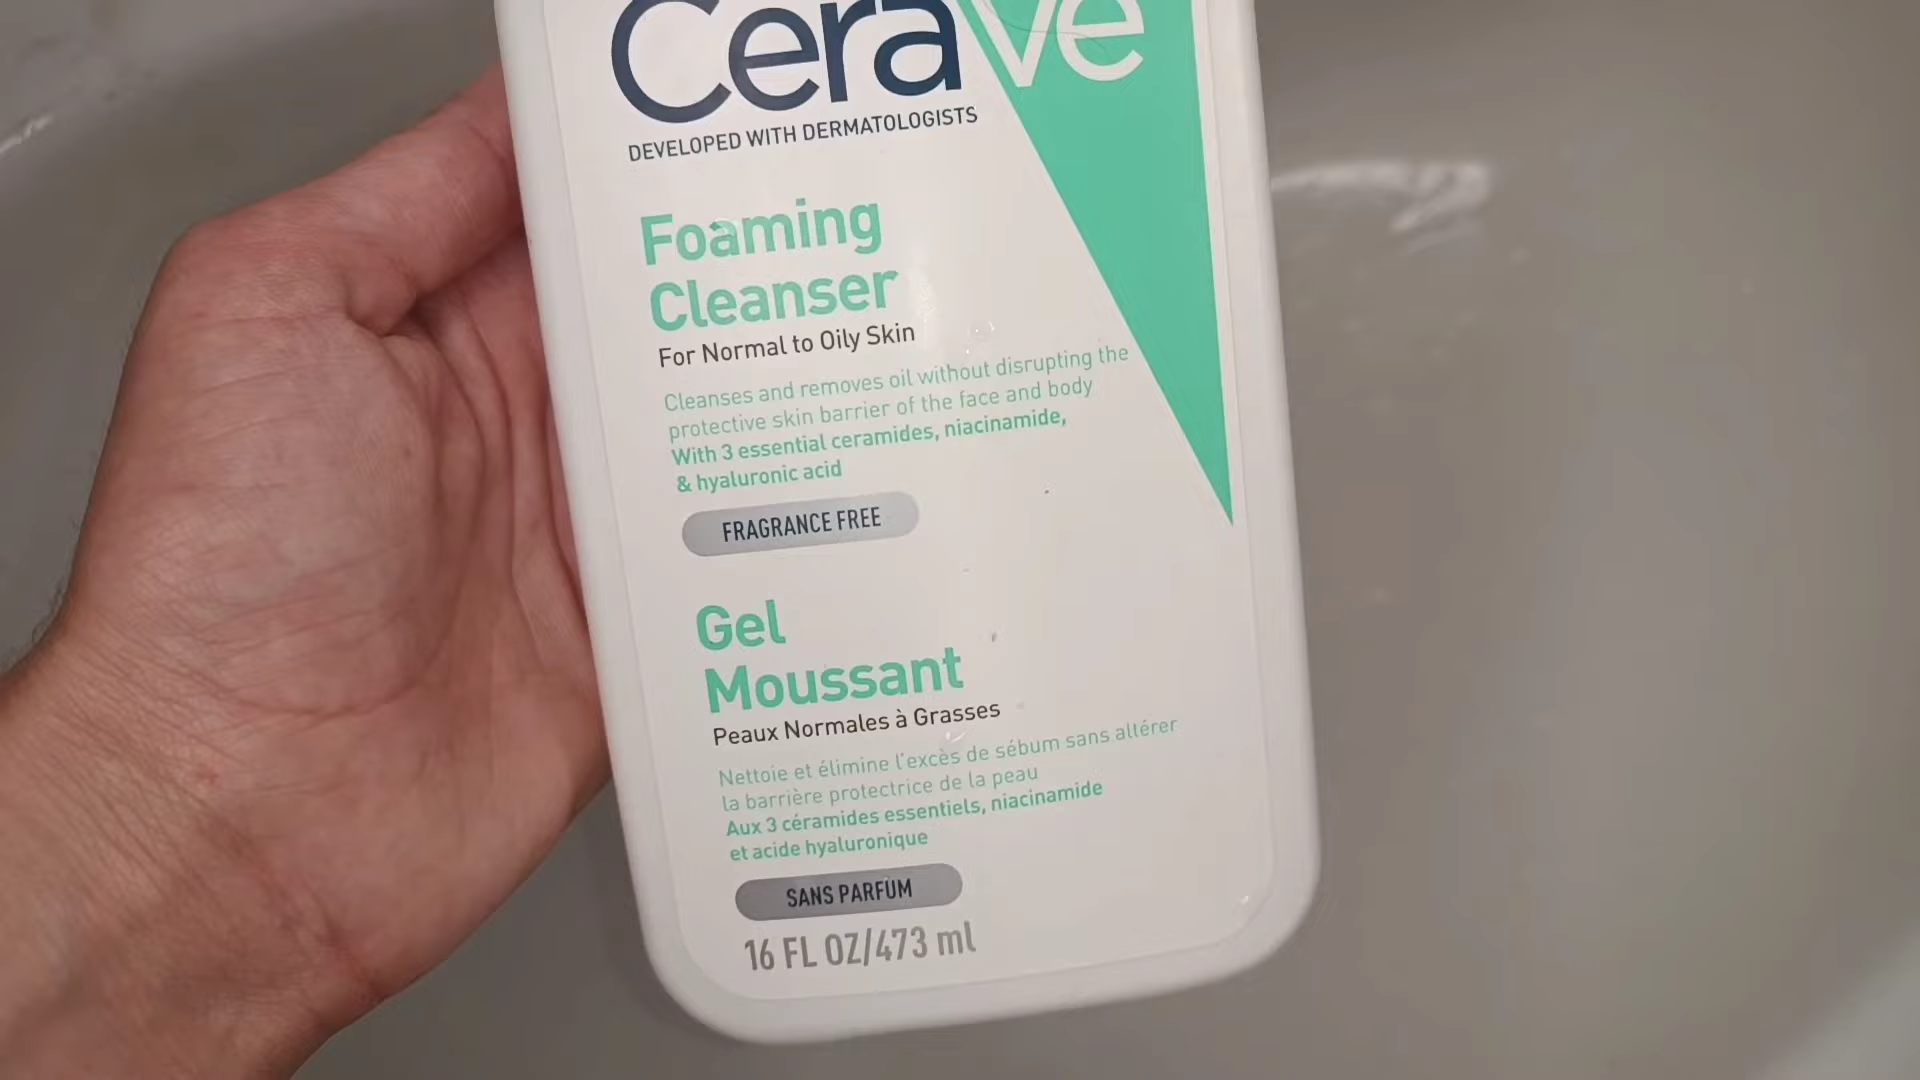 CeraVe
DEVELOPED WITH DERMATOLOGISTS
Foaming
Cleanser
For Normal to Oily Skin
Cleanses and removes oil without disrupting the
protective skin barrier of the face and body
With 3 essential ceramides, niacinamide,
& hyaluronic acid
FRAGRANCE FREE
Gel
Moussant
Peaux Normales à Grasses
Nettoie et élimine l'excès de sébum sans altérer
la barrière protectrice de la peau
Aux 3 céramides essentiels, niacinamide
et acide hyaluronique
SANS PARFUM
16 FL OZ/473 ml